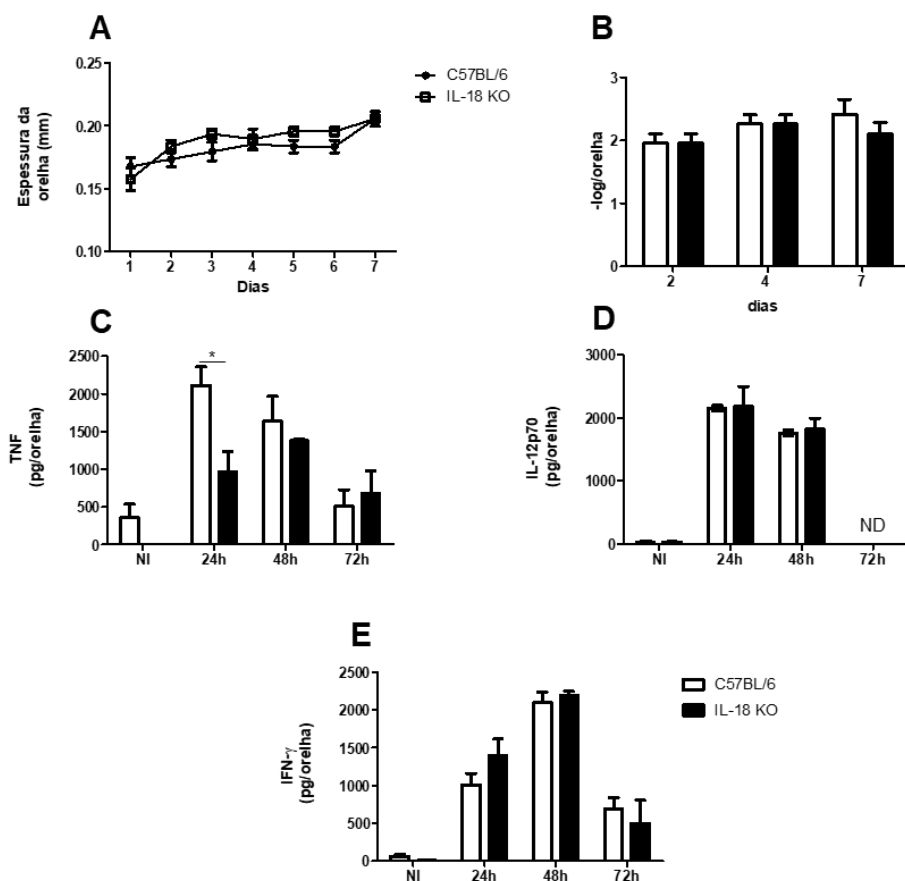 A
Espessura da
orelha (mm)
0.25
0.20
0.15
0.10
1 2 3 4 5 6 7
Dias
C57BL/6
IL-18 KO
B
-log/orelha
3
2
1
0
2 4 7
dias
C
TNF
(pg/orelha)
2500
2000
1500
1000
500
0
*
NI 24h 48h 72h
D
IL-12p70
(pg/orelha)
3000
2000
1000
0
ND
NI 24h 48h 72h
E
IFN-γ
(pg/orelha)
2500
2000
1500
1000
500
0
NI 24h 48h 72h
C57BL/6
IL-18 KO